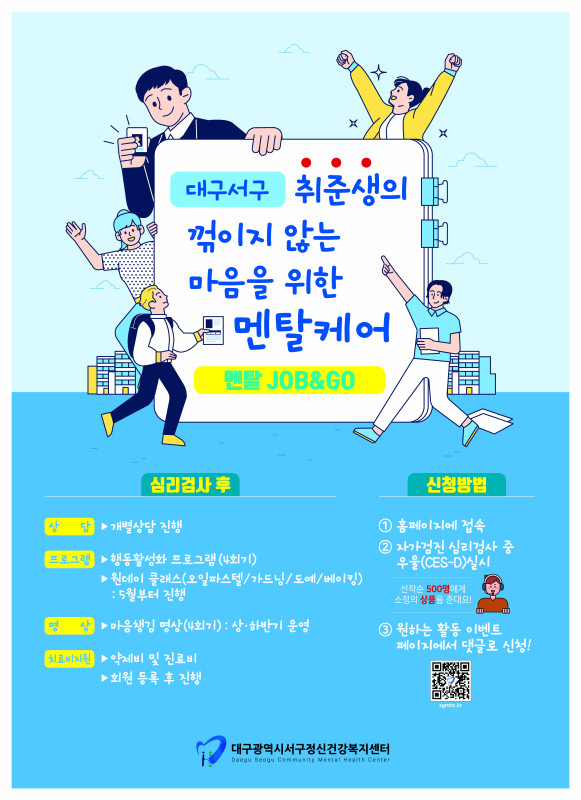 대구서구 취준생의
꺾이지 않는
마음을 위한
멘탈케어
멘탈 JOB&GO
심리검사 후
상 담 ▶개별상담 진행
프로그램 ▶행동활성화 프로그램(4회기)
▶원데이 클래스(오일파스텔/가드닝/도예/베이킹)
: 5월부터 진행
명 상 ▶마음챙김 명상(4회기) : 상·하반기 운영
치료비지원 ▶약제비 및 진료비
▶회원 등록 후 진행
신청방법
① 홈페이지에 접속
② 자가검진 심리검사 중
우울(CES-D)실시
선착순 500명에게
소정의 상품을 준대요!
③ 원하는 활동 이벤트
페이지에서 댓글로 신청!
sgmhc.kr
대구광역시서구정신건강복지센터
Daegu Seogu Community Mental Health Center